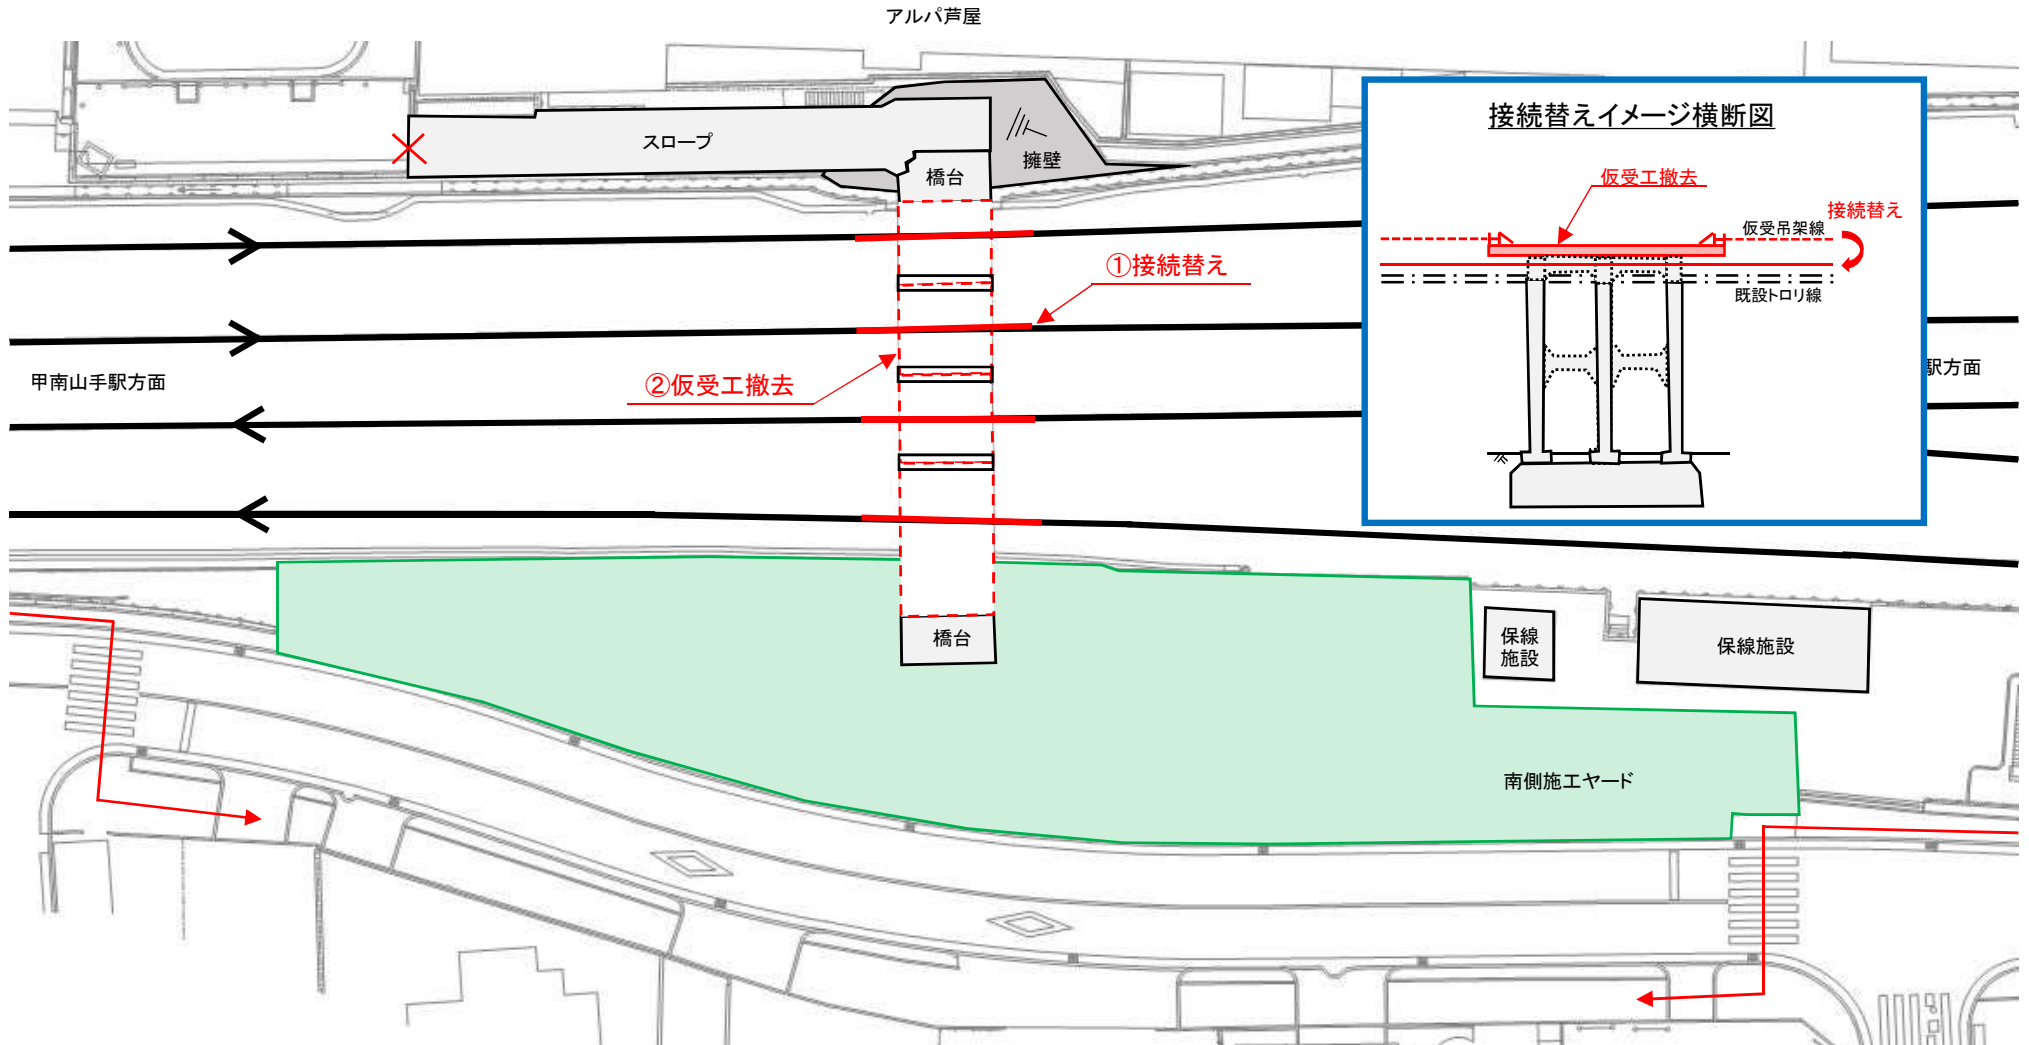 アルパ芦屋
接続替えイメージ横断図
スロープ
擁壁
橋台
仮受工撤去
接続替え
仮受吊架線
既設トロリ線
①接続替え
②仮受工撤去
甲南山手駅方面
駅方面
橋台
保線
施設
保線施設
南側施工ヤード